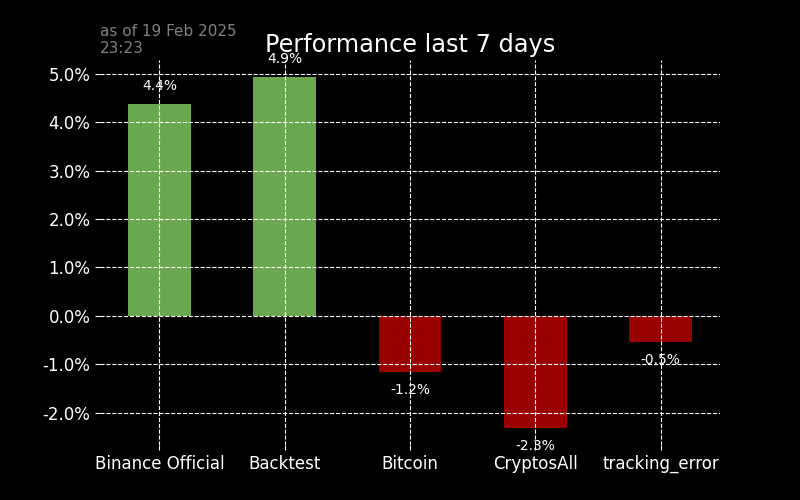 as of 19 Feb 2025
23:23
Performance last 7 days
5.0%
4.0%
3.0%
2.0%
1.0%
0.0%
-1.0%
-2.0%
4.4%
4.9%
-1.2%
-2.3%
-0.5%
Binance Official
Backtest
Bitcoin
CryptosAll
tracking_error